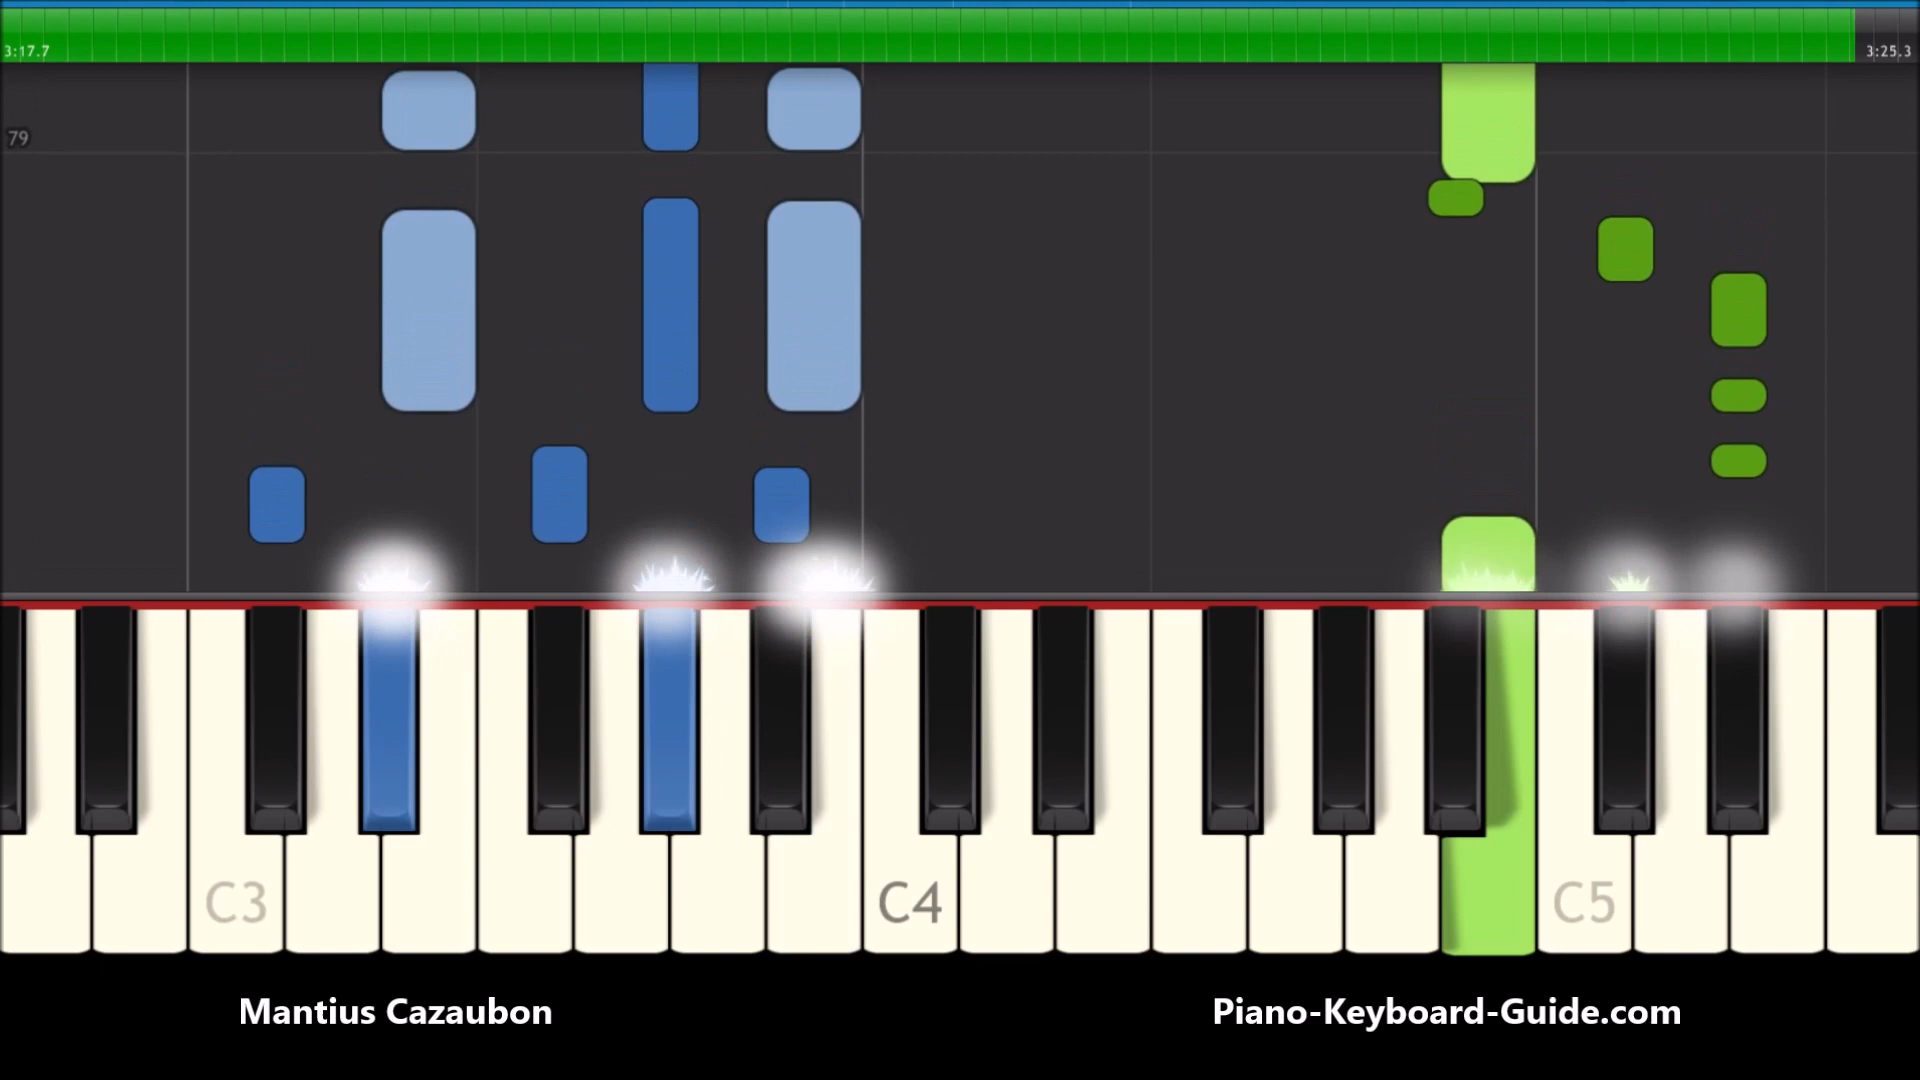 3:17.7
3:25.3
79
C3
C4
C5
Mantius Cazaubon
Piano-Keyboard-Guide.com